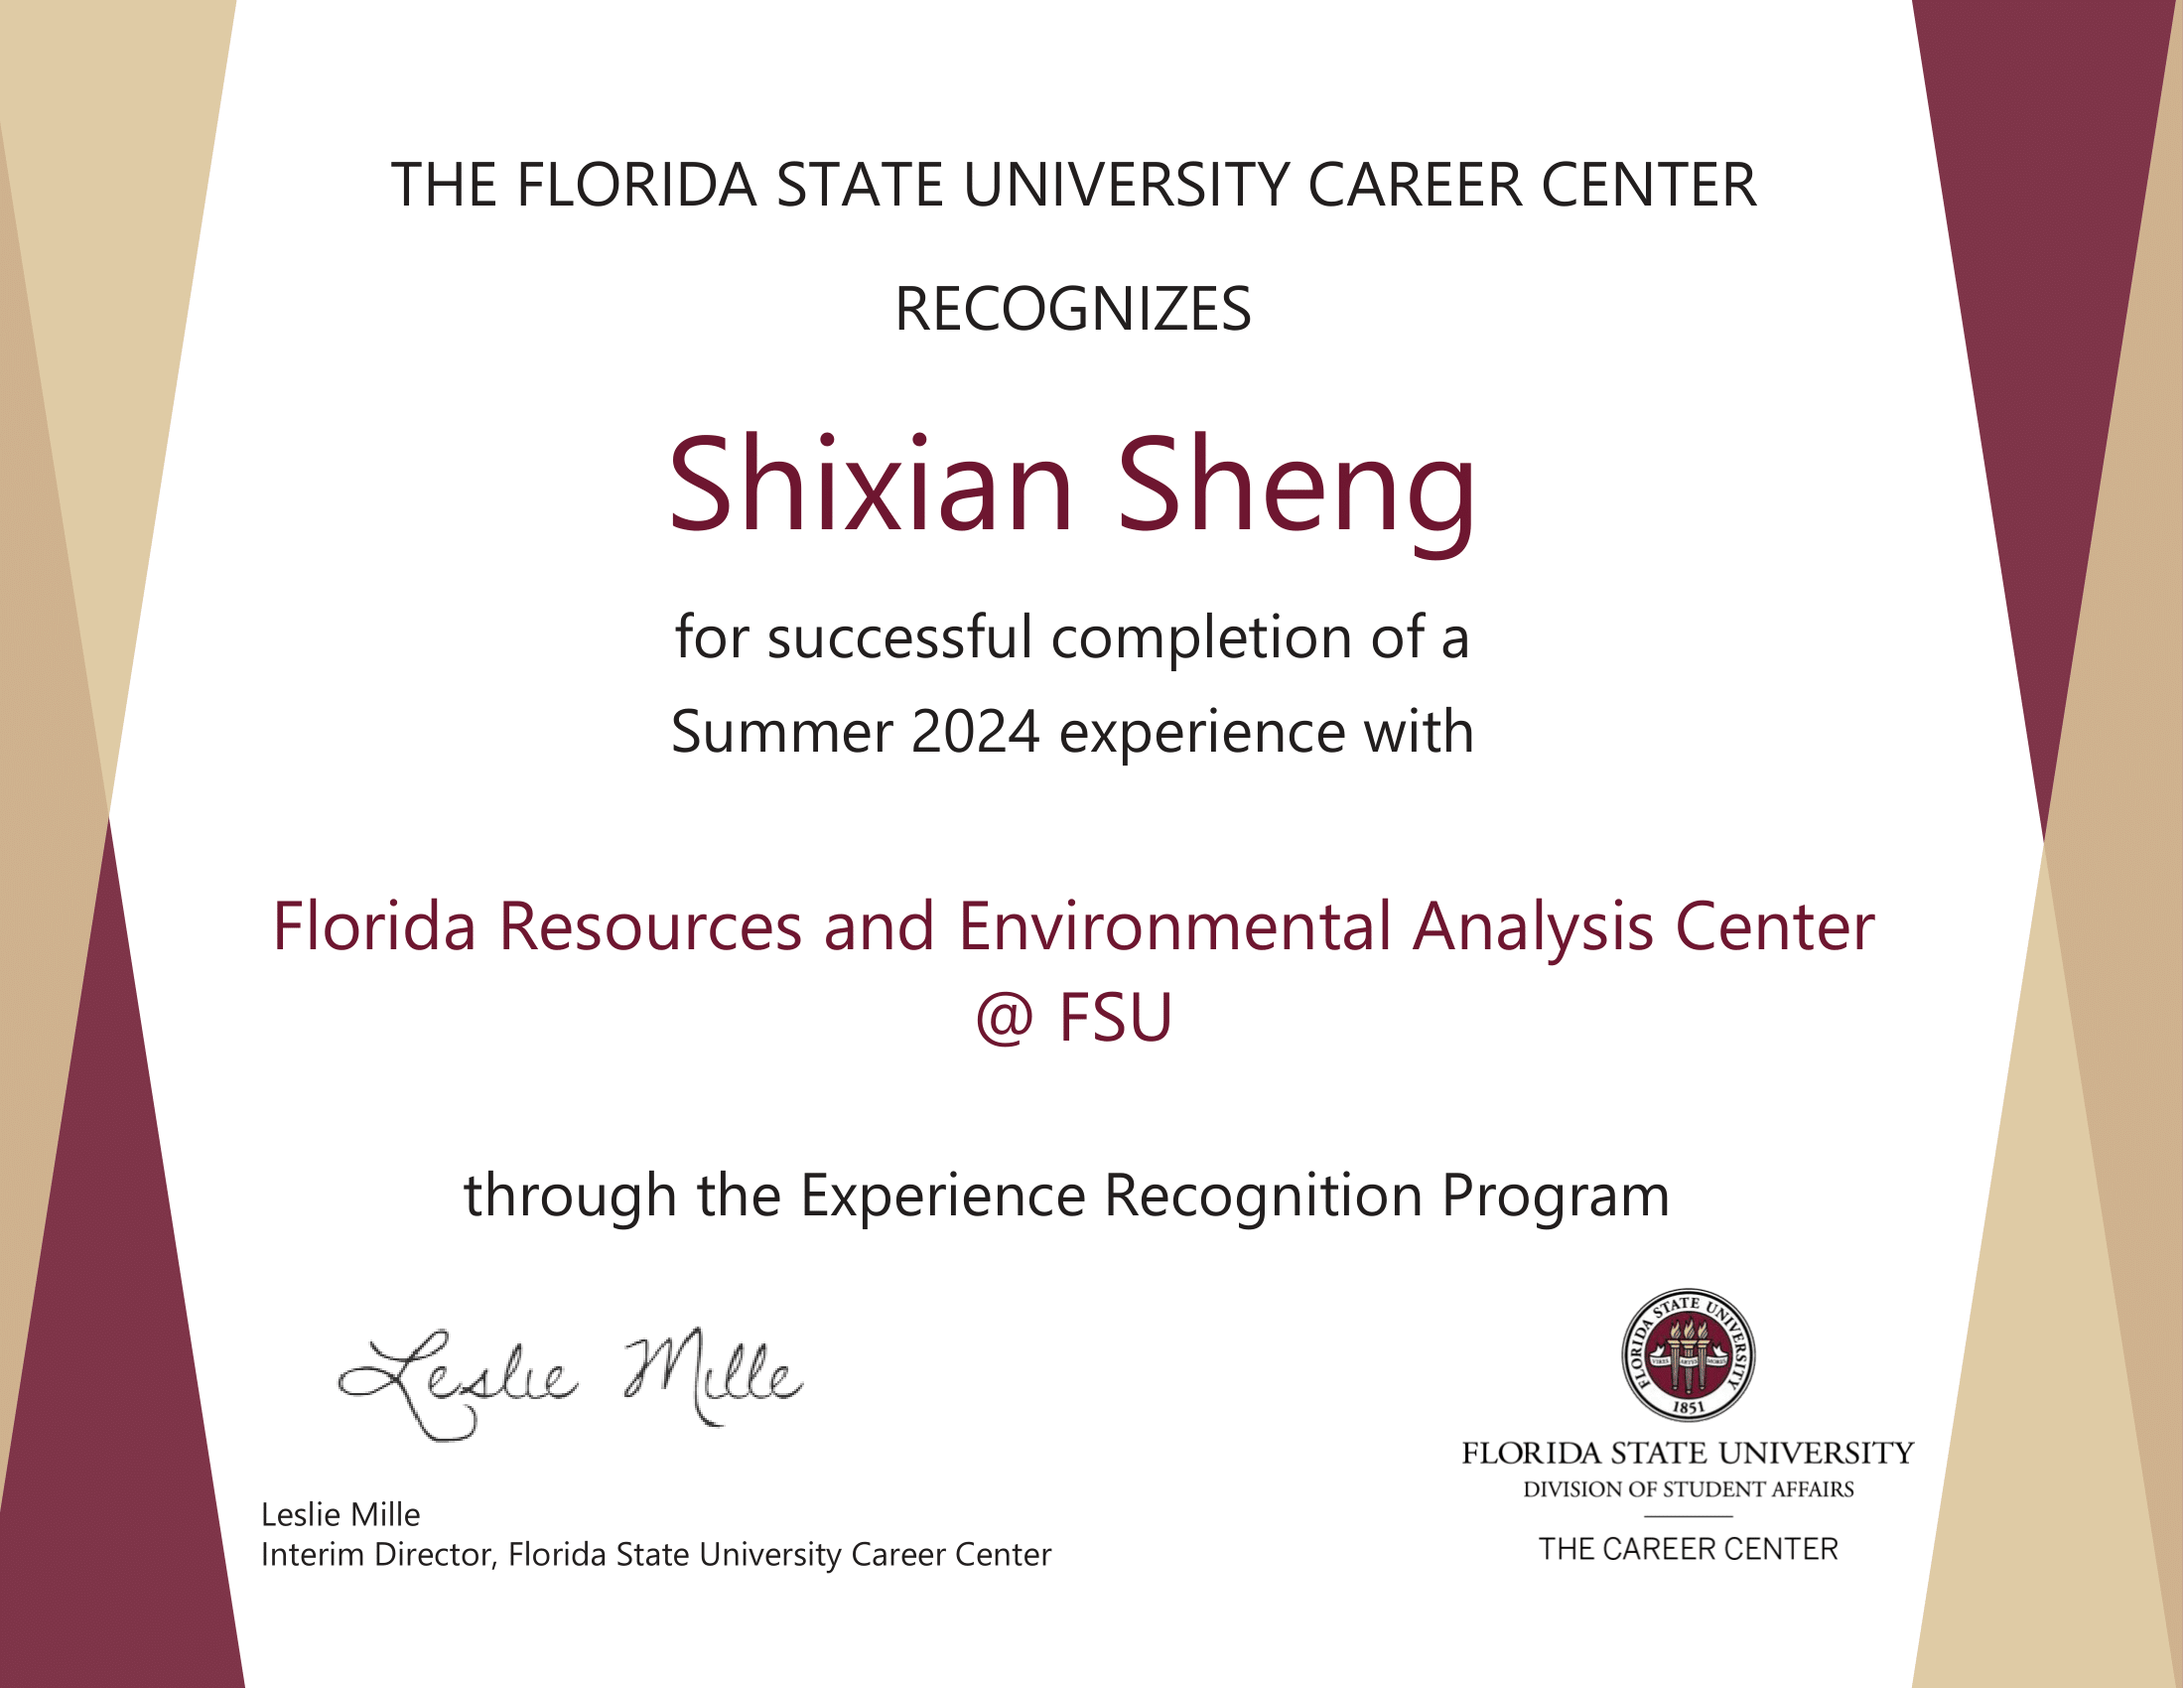 THE FLORIDA STATE UNIVERSITY CAREER CENTER
RECOGNIZES
Shixian Sheng
for successful completion of a
Summer 2024 experience with
Florida Resources and Environmental Analysis Center
@ FSU
through the Experience Recognition Program
Leslie Mille
Leslie Mille
Interim Director, Florida State University Career Center
FLORIDA STATE UNIVERSITY
VIRES ARTES MORES
1851
FLORIDA STATE UNIVERSITY
DIVISION OF STUDENT AFFAIRS
THE CAREER CENTER